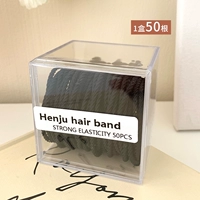 1盒50根
Henju hair band
STRONG ELASTICITY 50PCS